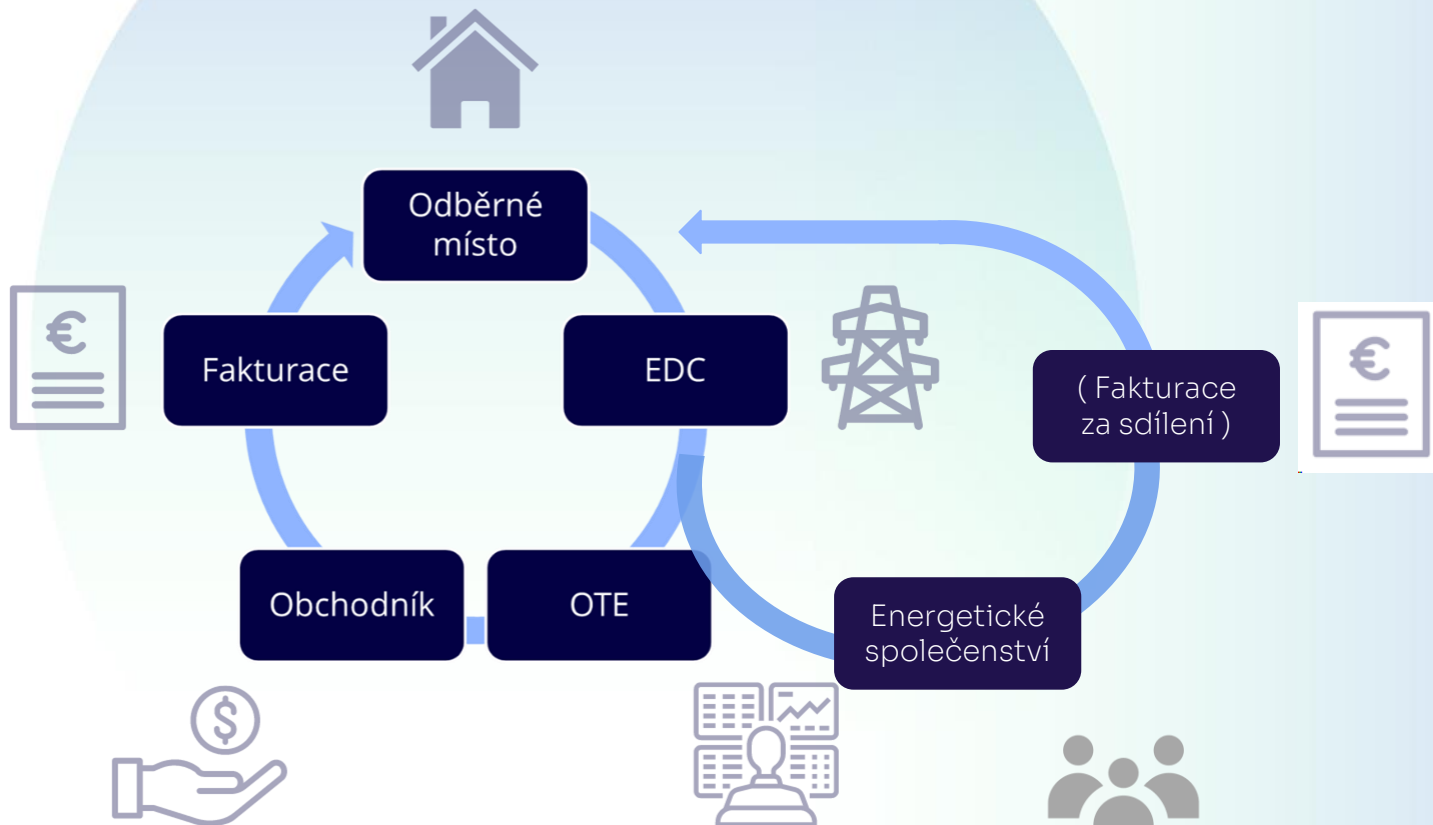 Odběrné
místo
€
Fakturace
EDC
( Fakturace
za sdílení )
€
Obchodník
OTE
Energetické
společenství
$